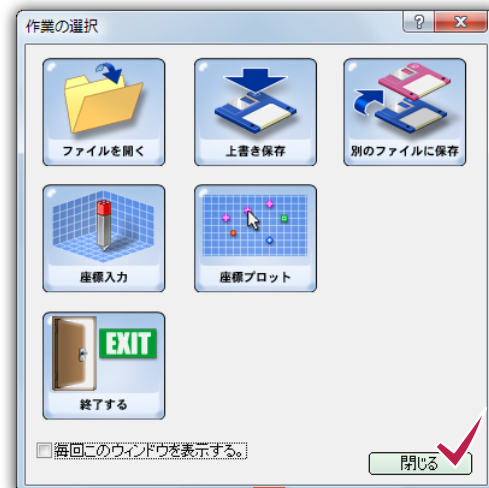 作業の選択
ファイルを開く
上書き保存
別のファイルに保存
座標入力
座標プロット
EXIT
終了する
毎回このウィンドウを表示する。
閉じる